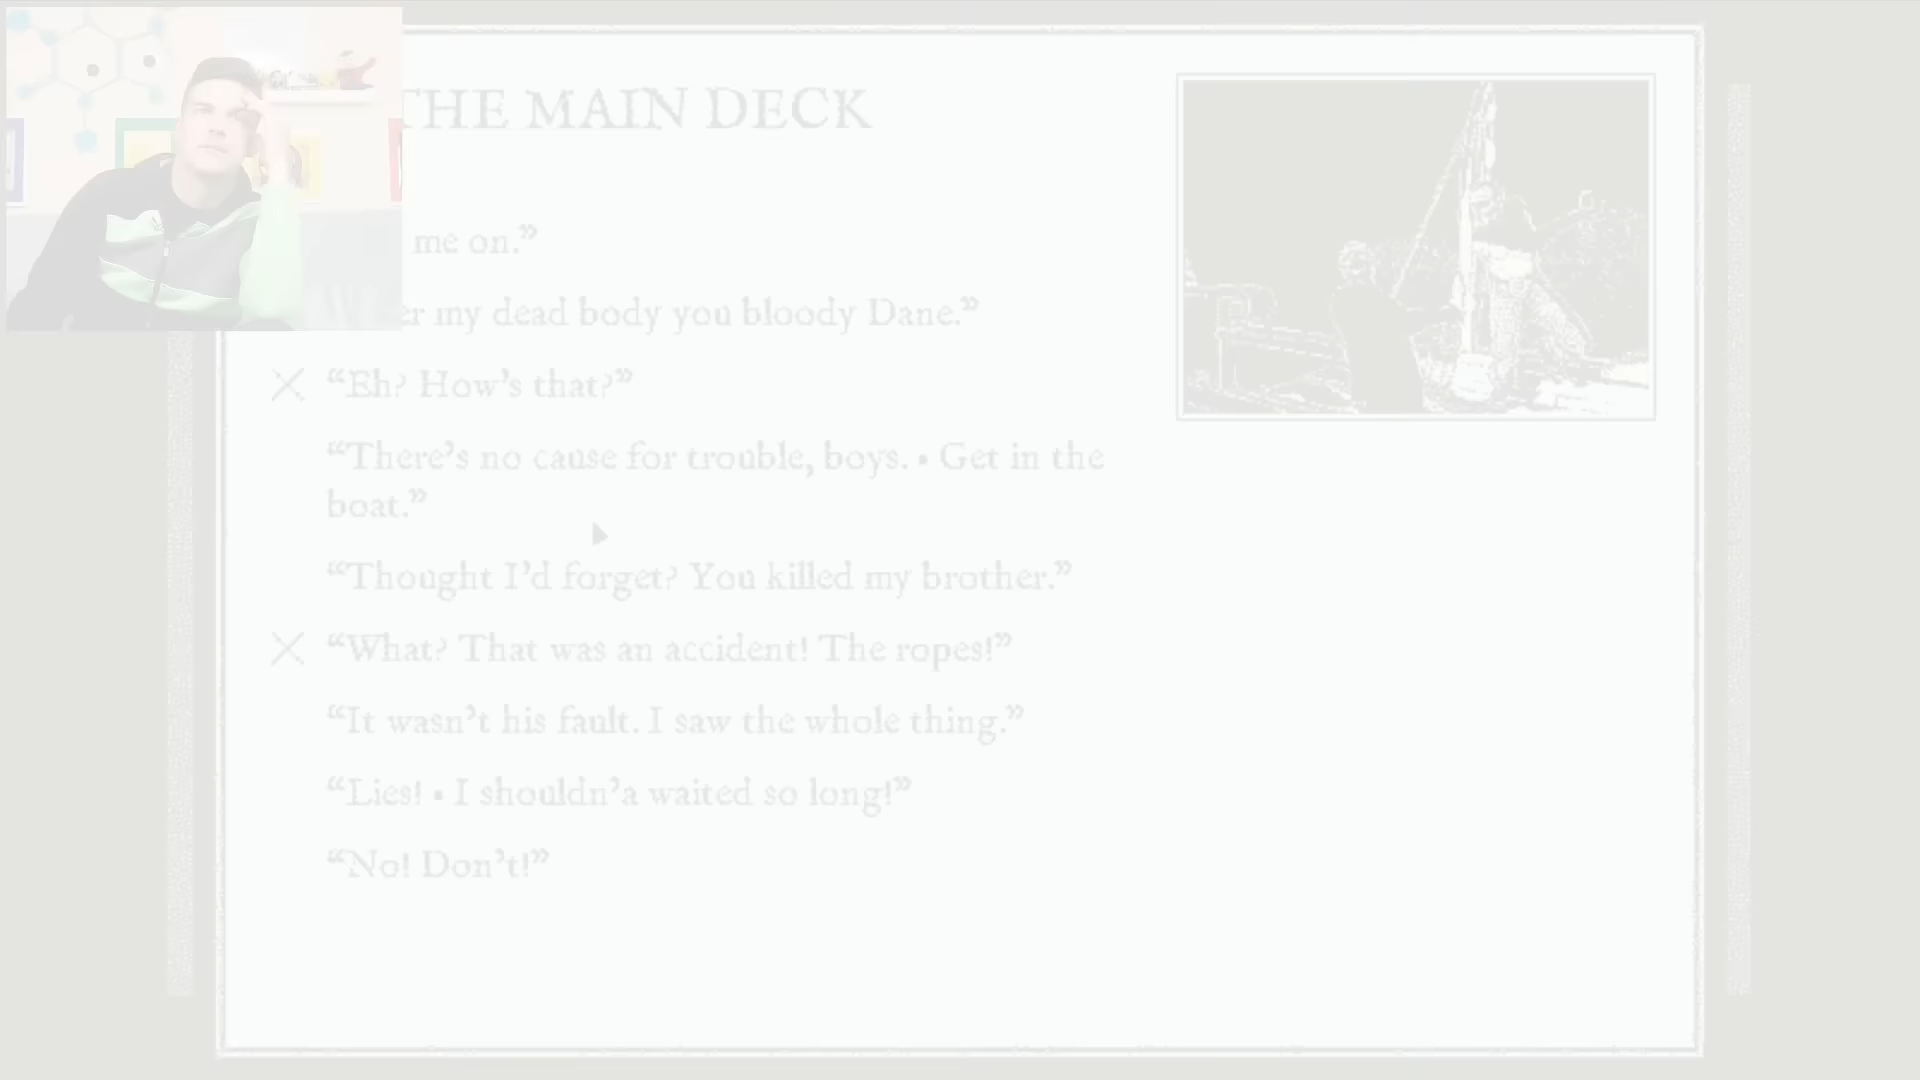 THE MAIN DECK
me on.”
my dead body you bloody Dane.”
“Eh? How’s that?”
“There’s no cause for trouble, boys. • Get in the
boat.”
“Thought I’d forget? You killed my brother.”
“What? That was an accident! The ropes!”
“It wasn’t his fault. I saw the whole thing.”
“Lies! • I shouldn’a waited so long!”
“No! Don’t!”